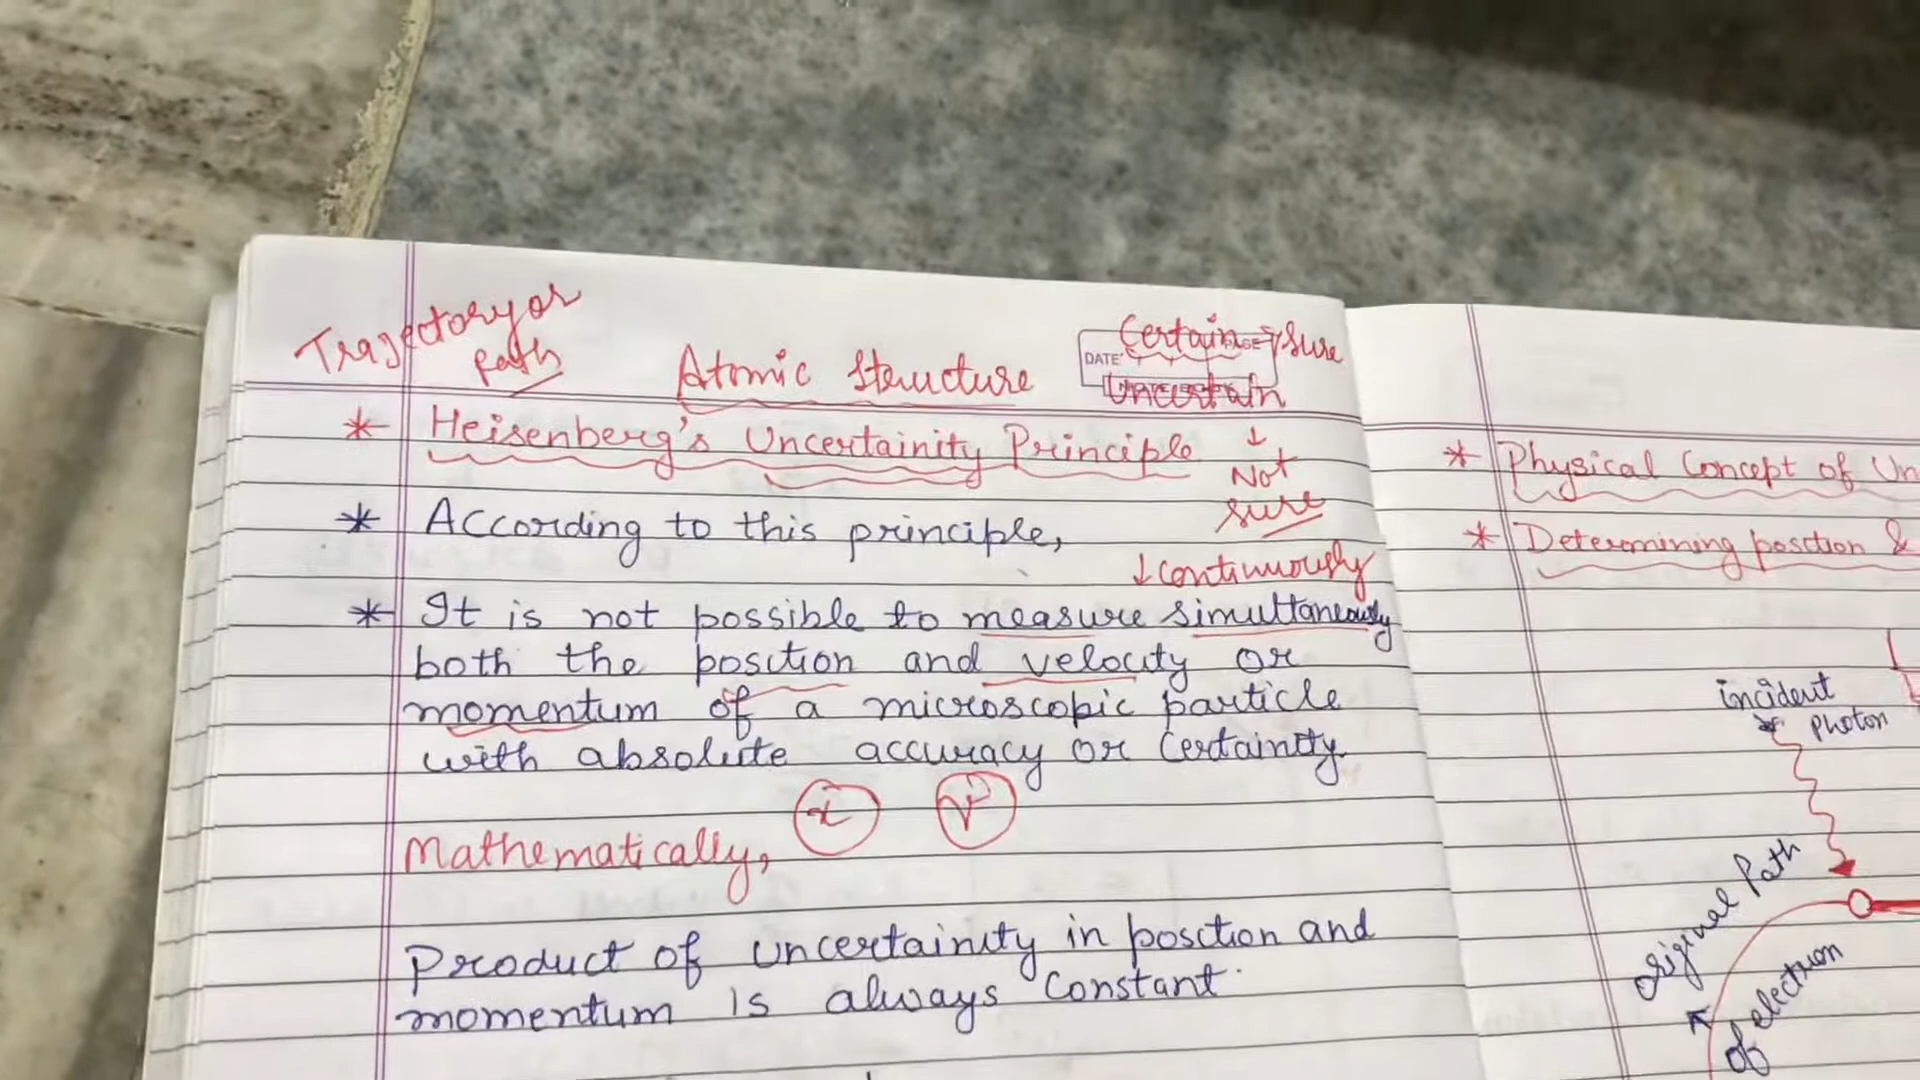 Trajectory or
path
Atomic Structure
Certain → Sure
DATE
Uncertain
↓
Not
sure
* Heisenberg's Uncertainity Principle
* According to this principle,
↓ continuously
* It is not possible to measure simultaneously
both the position and velocity or
momentum of a microscopic particle
with absolute accuracy or certainity.
x v
Mathematically,
Product of uncertainity in position and
momentum is always constant.
* Physical Concept of Un
* Determining position &
incident
photon
original Path
of electron